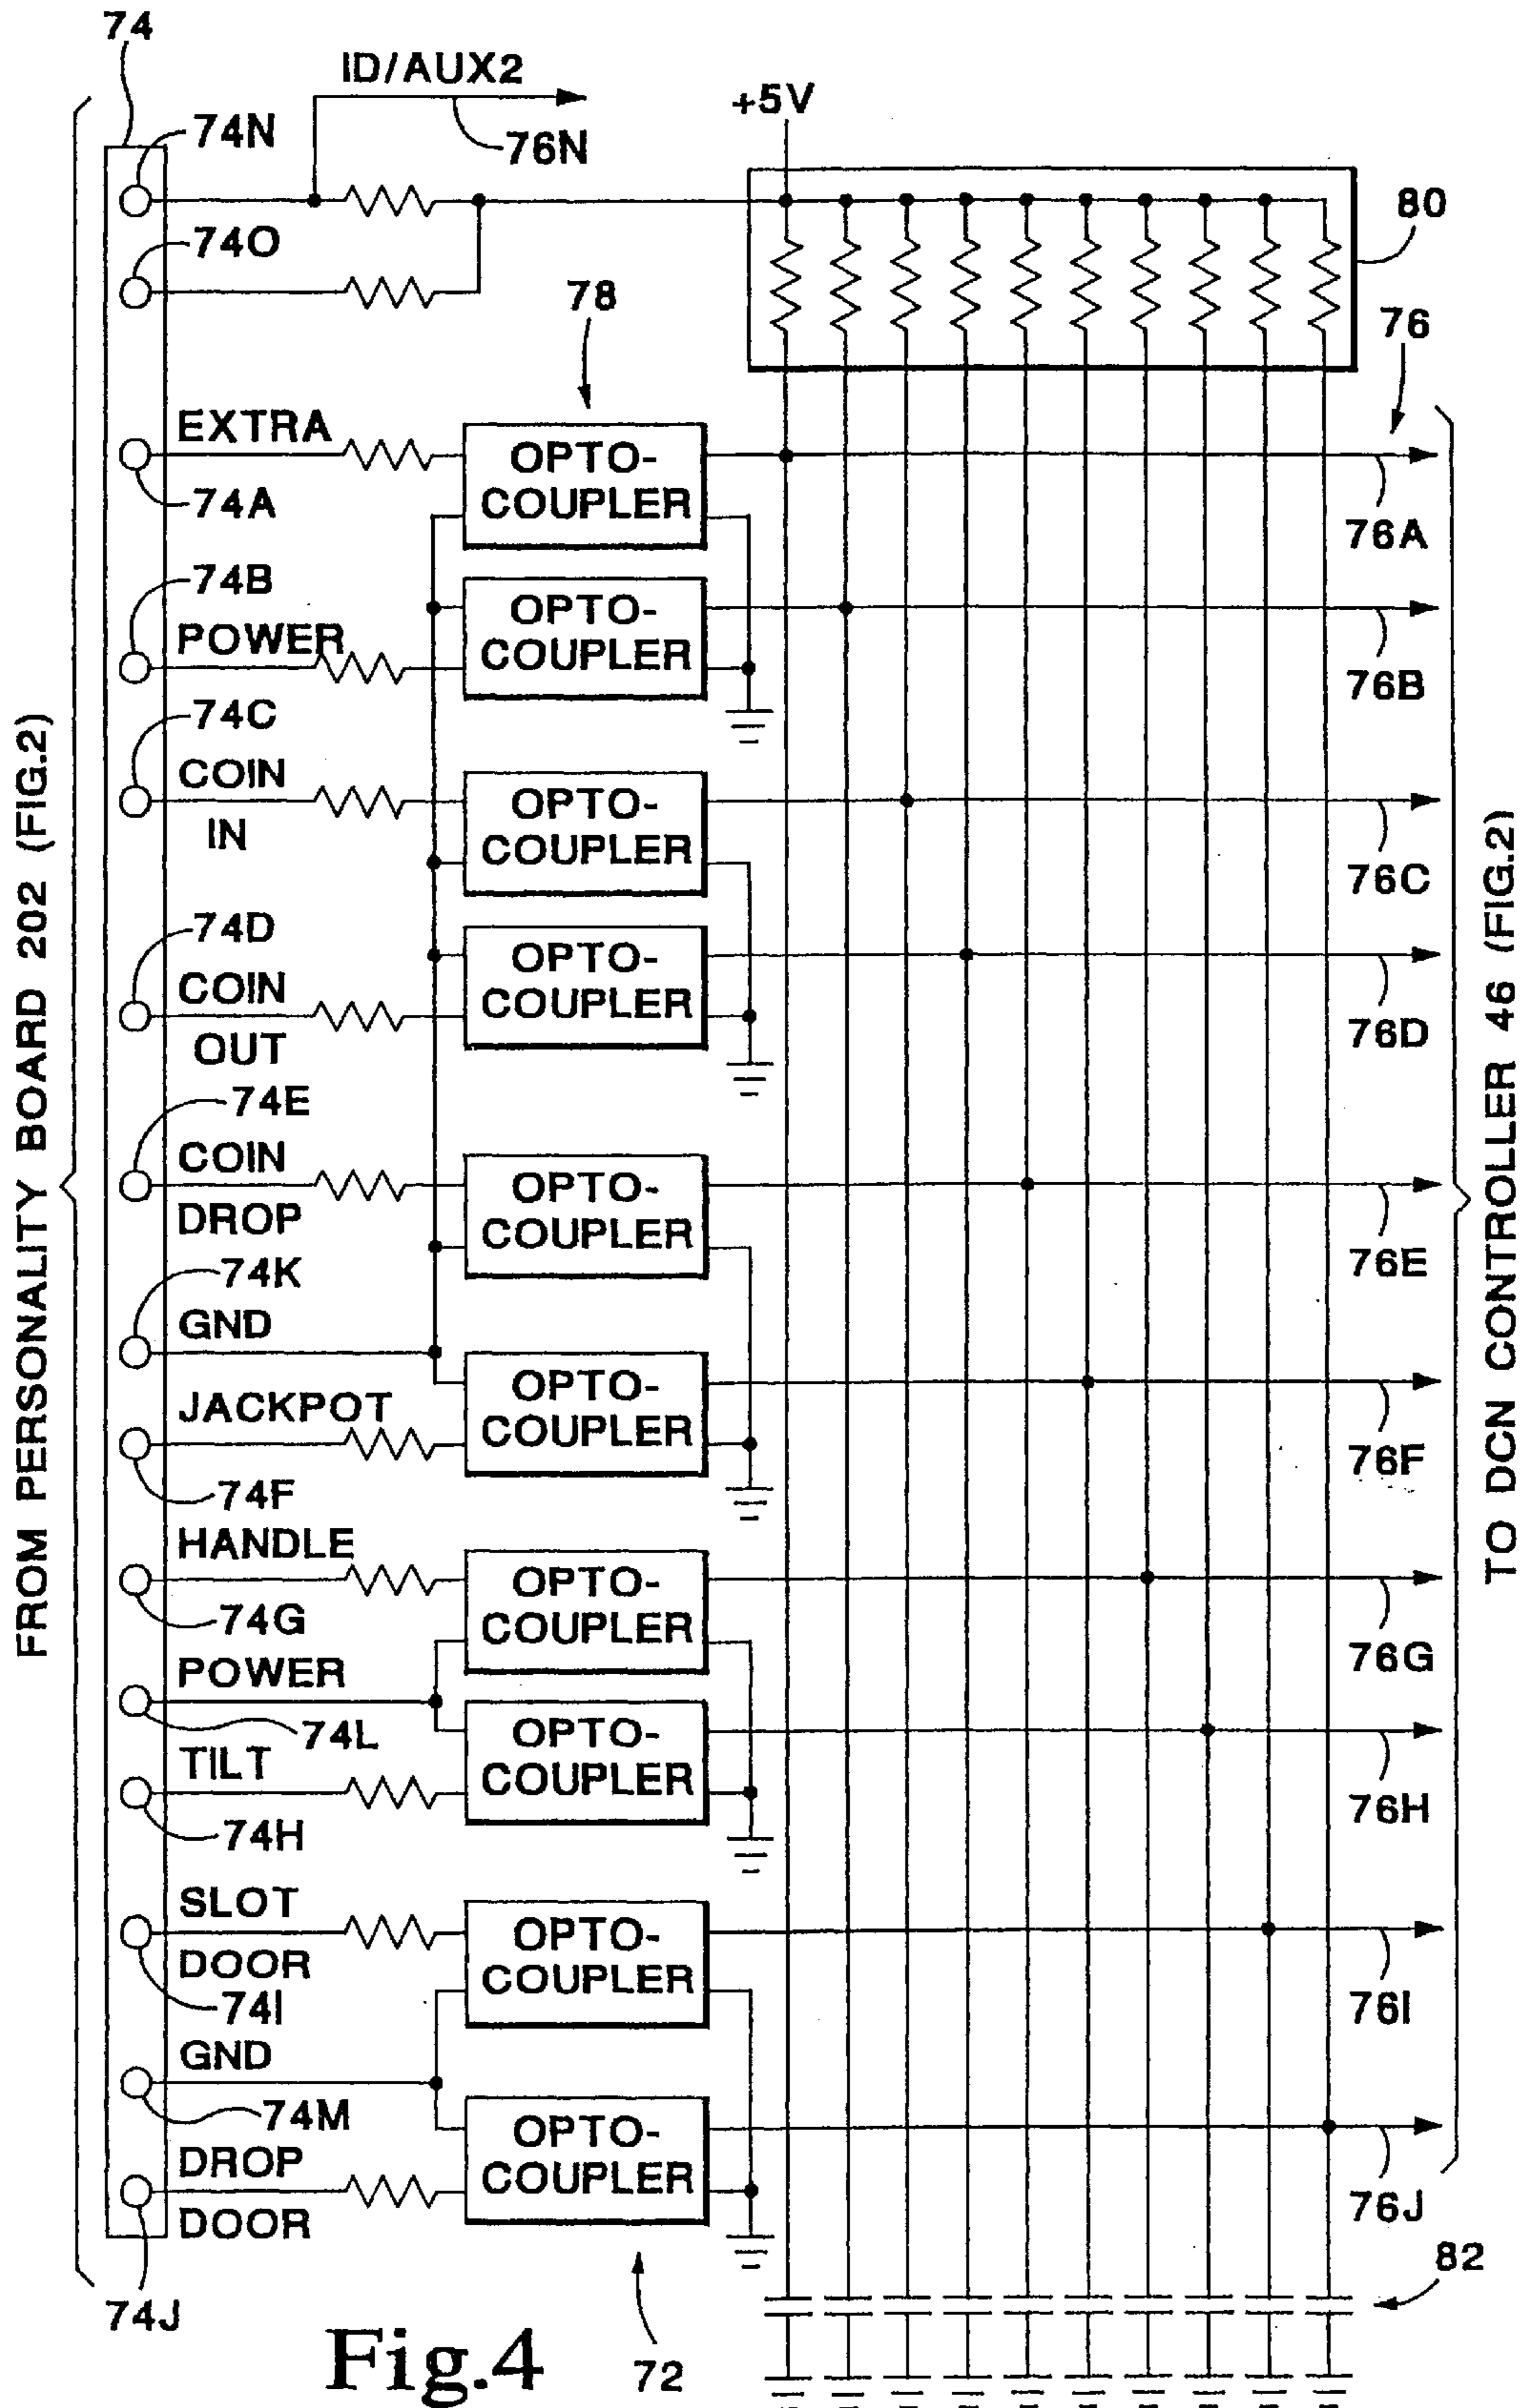 74
ID/AUX2
+5V
74N
76N
80
74O
78
76
EXTRA
OPTO-
COUPLER
74A
76A
74B
OPTO-
COUPLER
POWER
76B
74C
COIN
IN
OPTO-
COUPLER
76C
74D
COIN
OUT
OPTO-
COUPLER
76D
74E
COIN
DROP
OPTO-
COUPLER
76E
74K
GND
OPTO-
COUPLER
JACKPOT
76F
74F
HANDLE
OPTO-
COUPLER
74G
76G
POWER
74L
OPTO-
COUPLER
TILT
76H
74H
SLOT
DOOR
OPTO-
COUPLER
74I
76I
GND
74M
OPTO-
COUPLER
DROP
DOOR
76J
74J
82
72
FROM PERSONALITY BOARD 202 (FIG.2)
TO DCN CONTROLLER 46 (FIG.2)
Fig.4